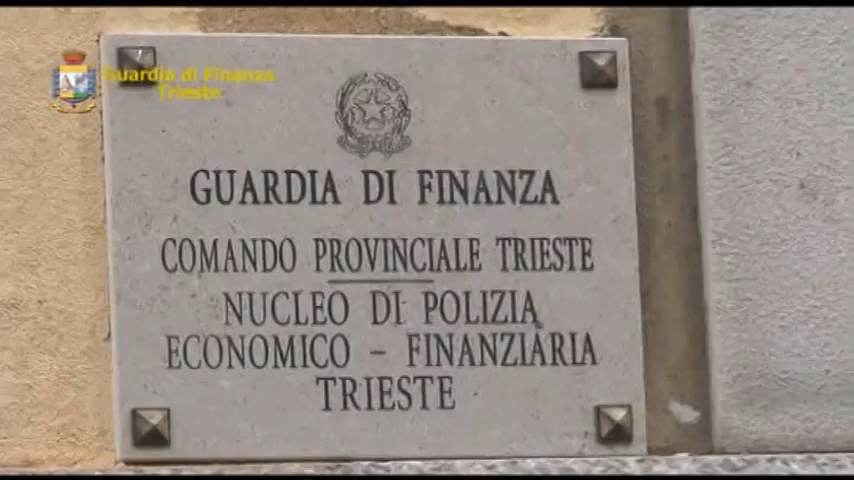 Guardia di Finanza
Trieste
GUARDIA DI FINANZA
COMANDO PROVINCIALE TRIESTE
NUCLEO DI POLIZIA
ECONOMICO – FINANZIARIA
TRIESTE